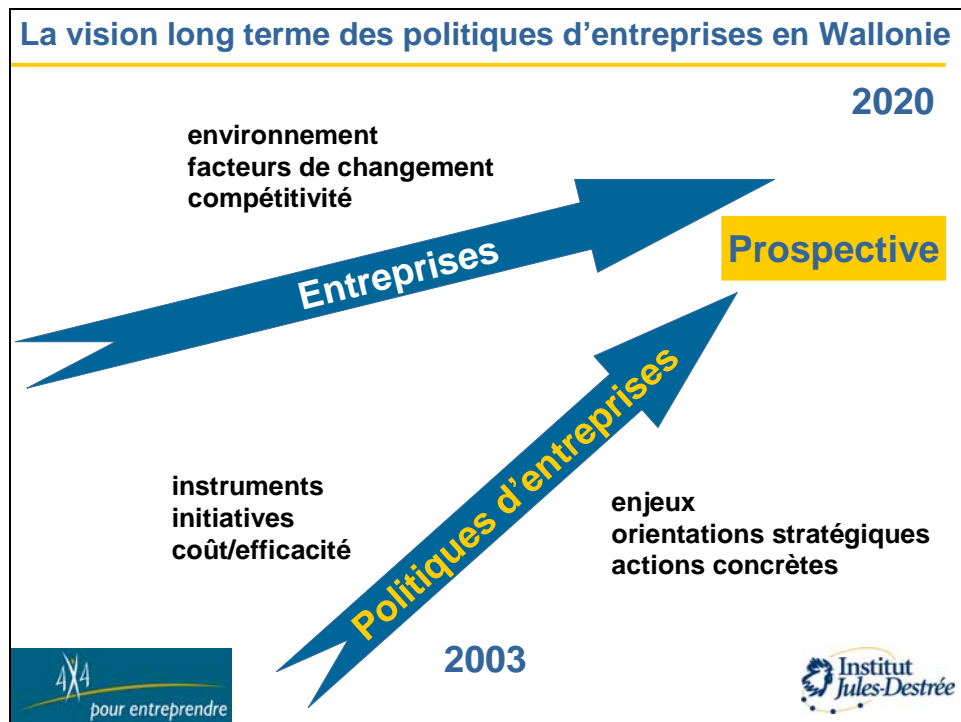 La vision long terme des politiques d’entreprises en Wallonie
2020
environnement
facteurs de changement
compétitivité
Entreprises
Prospective
Politiques d’entreprises
instruments
initiatives
coût/efficacité
enjeux
orientations stratégiques
actions concrètes
2003
4X4
pour entreprendre
Institut
Jules-Destrée